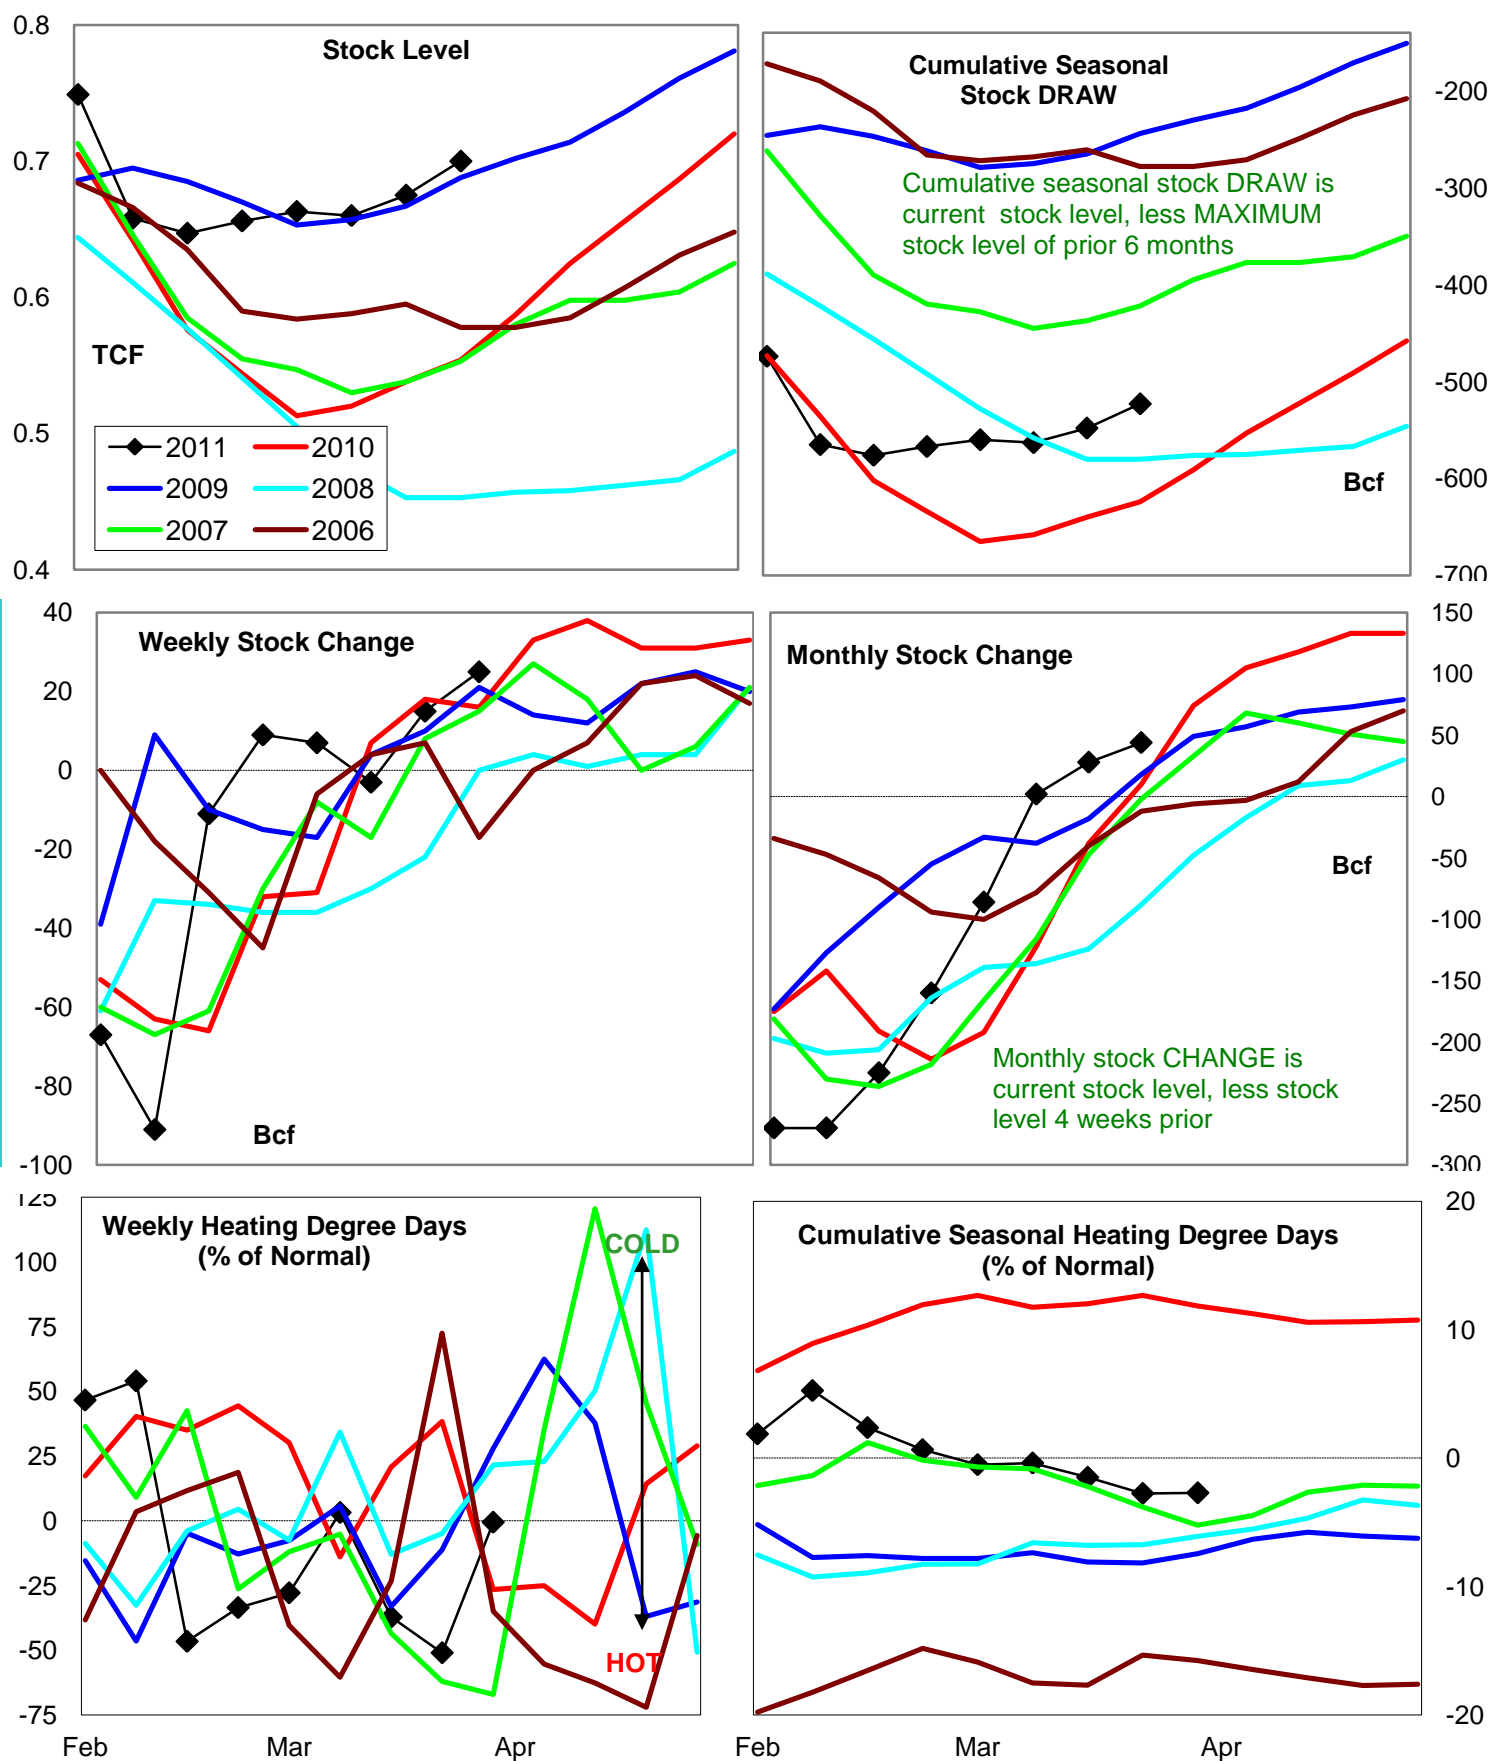 0.8
0.7
0.6
0.5
0.4
Stock Level
TCF
2011
2010
2009
2008
2007
2006
Cumulative Seasonal
Stock DRAW
Cumulative seasonal stock DRAW is
current stock level, less MAXIMUM
stock level of prior 6 months
Bcf
-200
-300
-400
-500
-600
-700
40
20
0
-20
-40
-60
-80
-100
Weekly Stock Change
Bcf
Monthly Stock Change
Bcf
Monthly stock CHANGE is
current stock level, less stock
level 4 weeks prior
150
100
50
0
-50
-100
-150
-200
-250
-300
125
100
75
50
25
0
-25
-50
-75
Weekly Heating Degree Days
(% of Normal)
COLD
HOT
Feb
Mar
Apr
Cumulative Seasonal Heating Degree Days
(% of Normal)
20
10
0
-10
-20
Feb
Mar
Apr